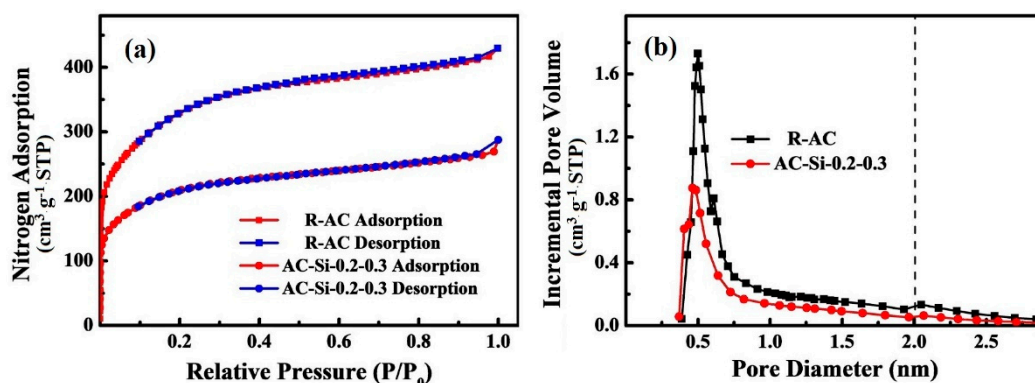 (a)
Nitrogen Adsorption
(cm³ g⁻¹·STP)
400
300
200
100
0
R-AC Adsorption
R-AC Desorption
AC-Si-0.2-0.3 Adsorption
AC-Si-0.2-0.3 Desorption
0.2 0.4 0.6 0.8 1.0
Relative Pressure (P/P₀)
(b)
Incremental Pore Volume
(cm³ g⁻¹·STP)
1.6
1.2
0.8
0.4
0.0
R-AC
AC-Si-0.2-0.3
0.5 1.0 1.5 2.0 2.5
Pore Diameter (nm)